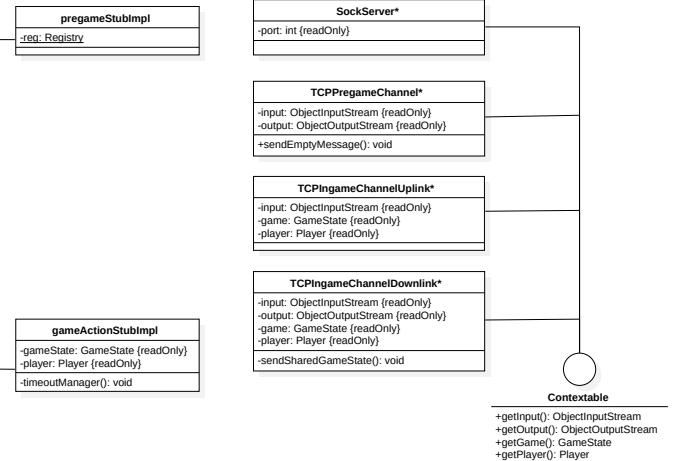 pregameStubImpl
-reg: Registry
SockServer*
-port: int {readOnly}
TCPPregameChannel*
-input: ObjectInputStream {readOnly}
-output: ObjectOutputStream {readOnly}
+sendEmptyMessage(): void
TCPIngameChannelUplink*
-input: ObjectInputStream {readOnly}
-game: GameState {readOnly}
-player: Player {readOnly}
TCPIngameChannelDownlink*
-input: ObjectInputStream {readOnly}
-output: ObjectOutputStream {readOnly}
-game: GameState {readOnly}
-player: Player {readOnly}
-sendSharedGameState(): void
gameActionStubImpl
-gameState: GameState {readOnly}
-player: Player {readOnly}
-timeoutManager(): void
Contextable
+getInput(): ObjectInputStream
+getOutput(): ObjectOutputStream
+getGame(): GameState
+getPlayer(): Player